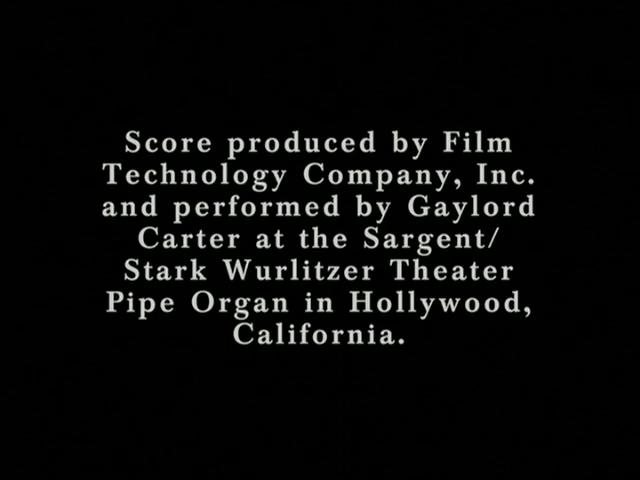 Score produced by Film
Technology Company, Inc.
and performed by Gaylord
Carter at the Sargent/
Stark Wurlitzer Theater
Pipe Organ in Hollywood,
California.